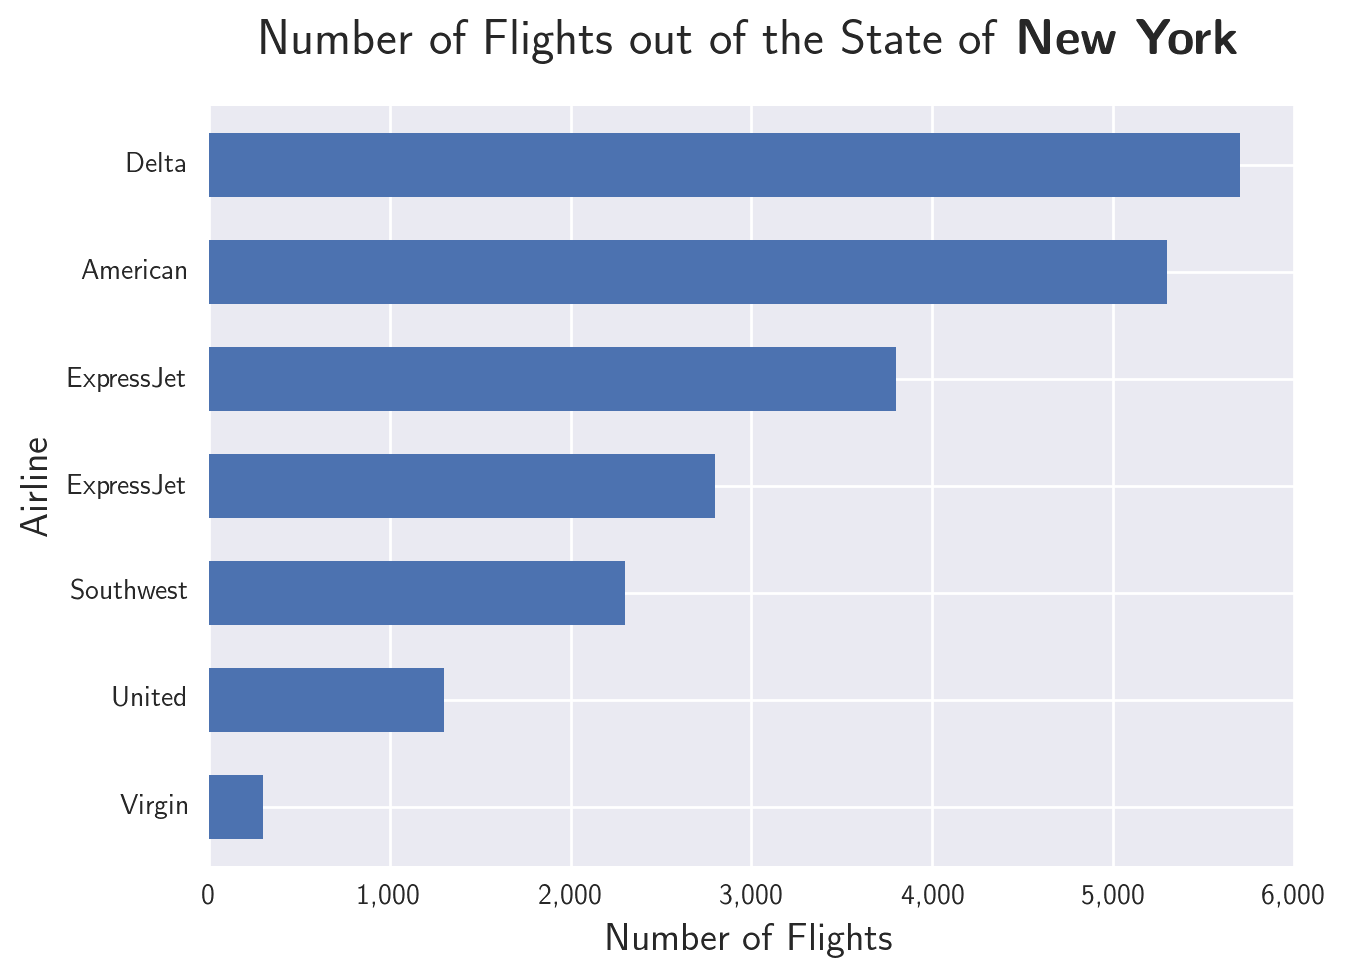 Number of Flights out of the State of New York
Delta
American
ExpressJet
ExpressJet
Southwest
United
Virgin
Airline
0 1,000 2,000 3,000 4,000 5,000 6,000
Number of Flights